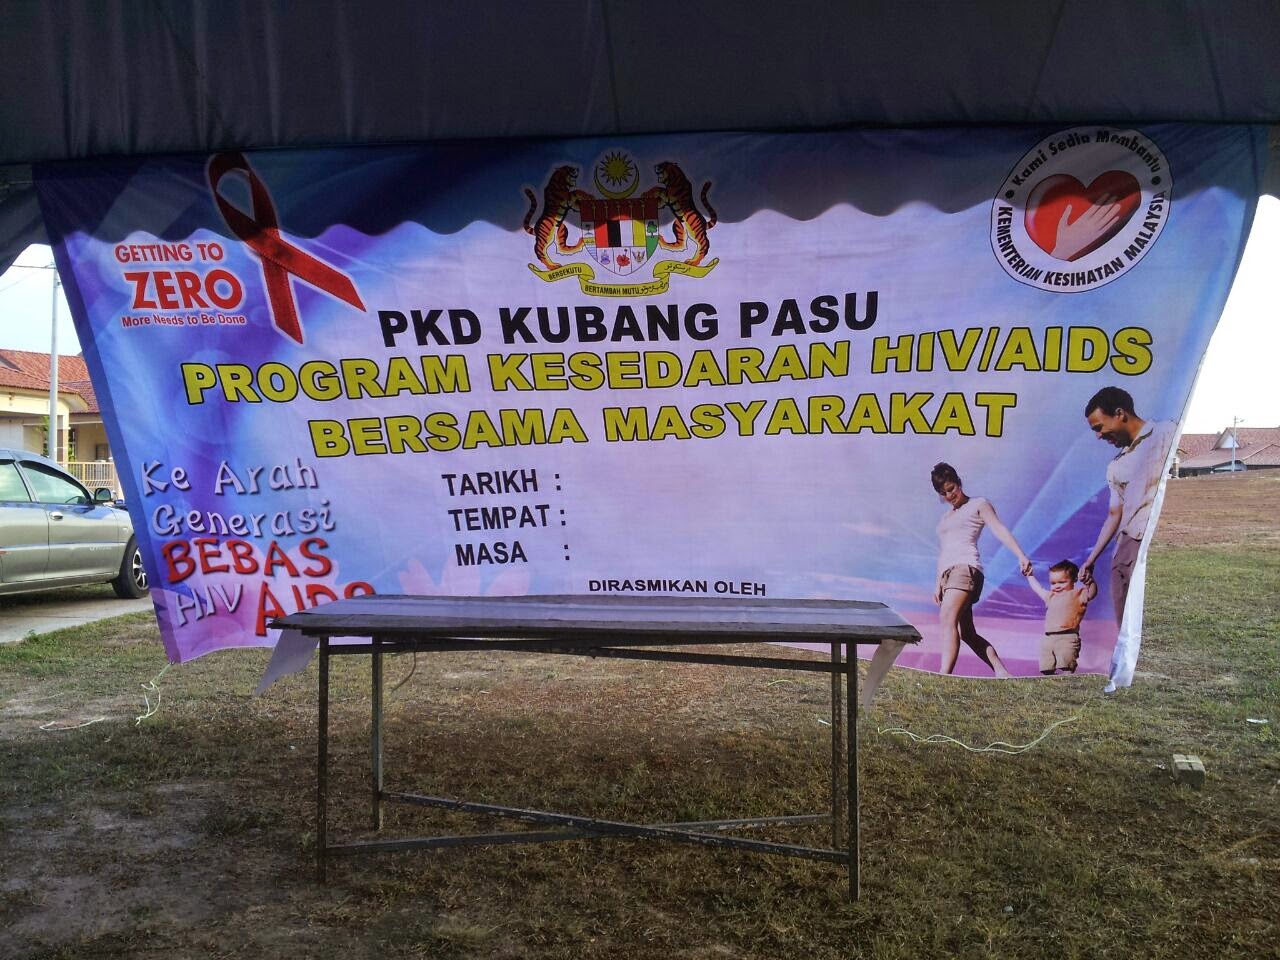 GETTING TO
ZERO
More Needs to Be Done
BERSEKUTU
BERTAMBAH MUTU
Kami Sedia Membantu
KEMENTERIAN KESIHATAN MALAYSIA
PKD KUBANG PASU
PROGRAM KESEDARAN HIV/AIDS
BERSAMA MASYARAKAT
Ke Arah
Generasi
BEBAS
HIV AIDS
TARIKH :
TEMPAT :
MASA :
DIRASMIKAN OLEH